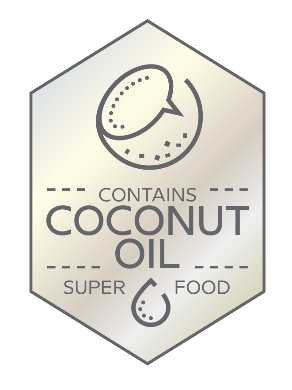 CONTAINS
COCONUT
OIL
SUPER FOOD